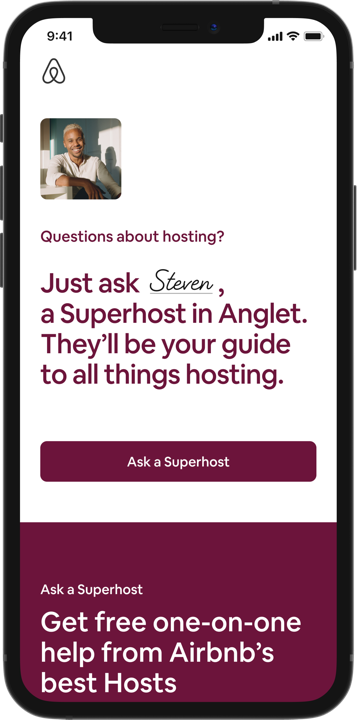 9:41
Questions about hosting?
Just ask Steven,
a Superhost in Anglet.
They’ll be your guide
to all things hosting.
Ask a Superhost
Ask a Superhost
Get free one-on-one
help from Airbnb’s
best Hosts